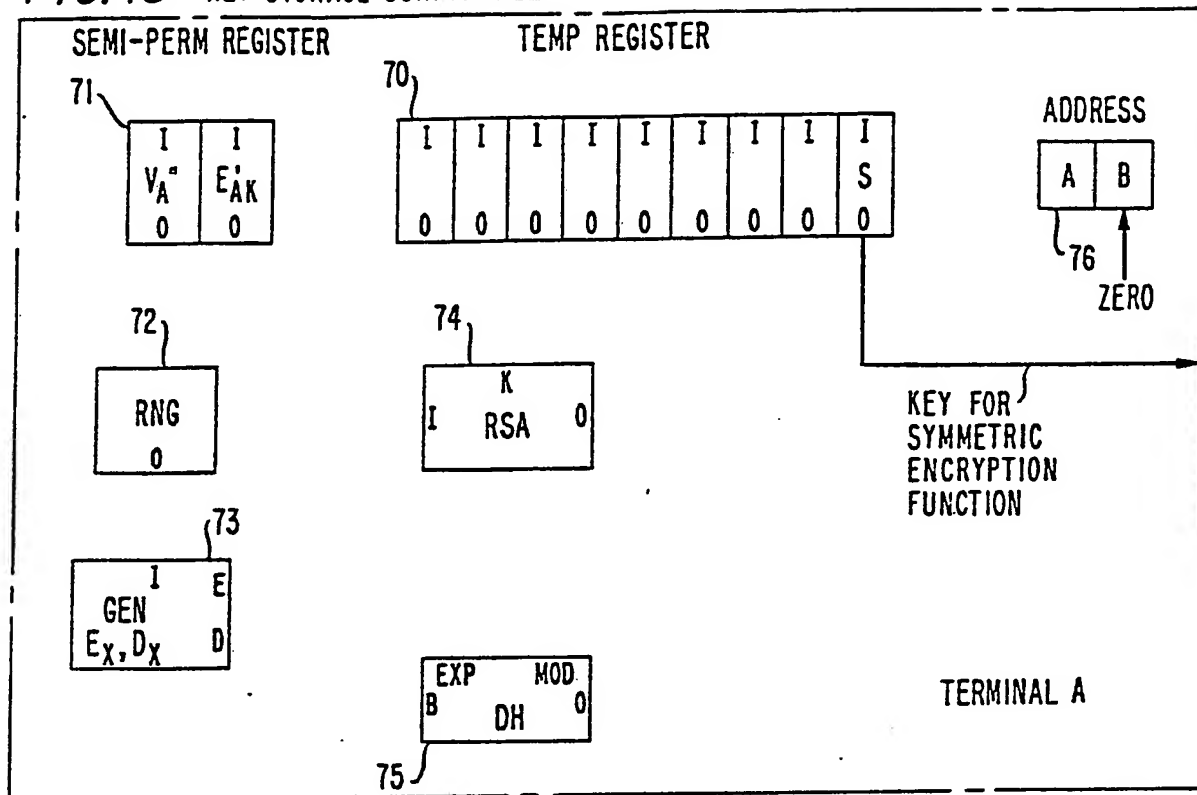 SEMI-PERM REGISTER
TEMP REGISTER
71
70
I I
V_A" E'_AK
0 0
I I I I I I I I I
S
0 0 0 0 0 0 0 0 0
ADDRESS
A B
76
ZERO
72
RNG
0
74
K
I RSA 0
KEY FOR
SYMMETRIC
ENCRYPTION
FUNCTION
73
I E
GEN
E_X, D_X D
EXP MOD
B DH 0
75
TERMINAL A